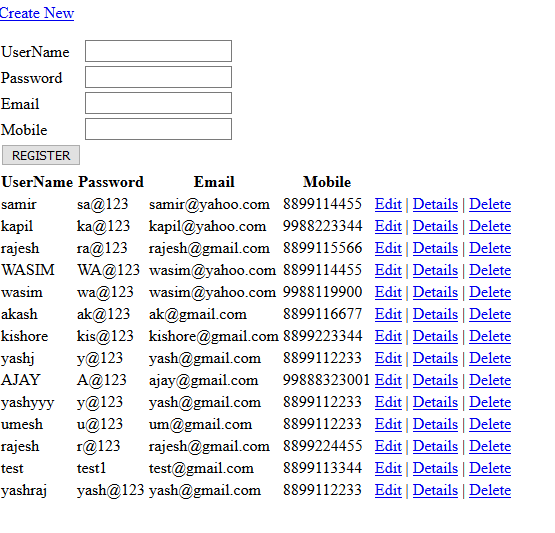 Create New
UserName
Password
Email
Mobile
REGISTER
UserName Password Email Mobile
samir sa@123 samir@yahoo.com 8899114455 Edit | Details | Delete
kapil ka@123 kapil@yahoo.com 9988223344 Edit | Details | Delete
rajesh ra@123 rajesh@gmail.com 8899115566 Edit | Details | Delete
WASIM WA@123 wasim@yahoo.com 8899114455 Edit | Details | Delete
wasim wa@123 wasim@yahoo.com 9988119900 Edit | Details | Delete
akash ak@123 ak@gmail.com 8899116677 Edit | Details | Delete
kishore kis@123 kishore@gmail.com 8899223344 Edit | Details | Delete
yashj y@123 yash@gmail.com 8899112233 Edit | Details | Delete
AJAY A@123 ajay@gmail.com 99888323001 Edit | Details | Delete
yashyyy y@123 yash@gmail.com 8899112233 Edit | Details | Delete
umesh u@123 um@gmail.com 8899112233 Edit | Details | Delete
rajesh r@123 rajesh@gmail.com 8899224455 Edit | Details | Delete
test test1 test@gmail.com 8899113344 Edit | Details | Delete
yashraj yash@123 yash@gmail.com 8899112233 Edit | Details | Delete